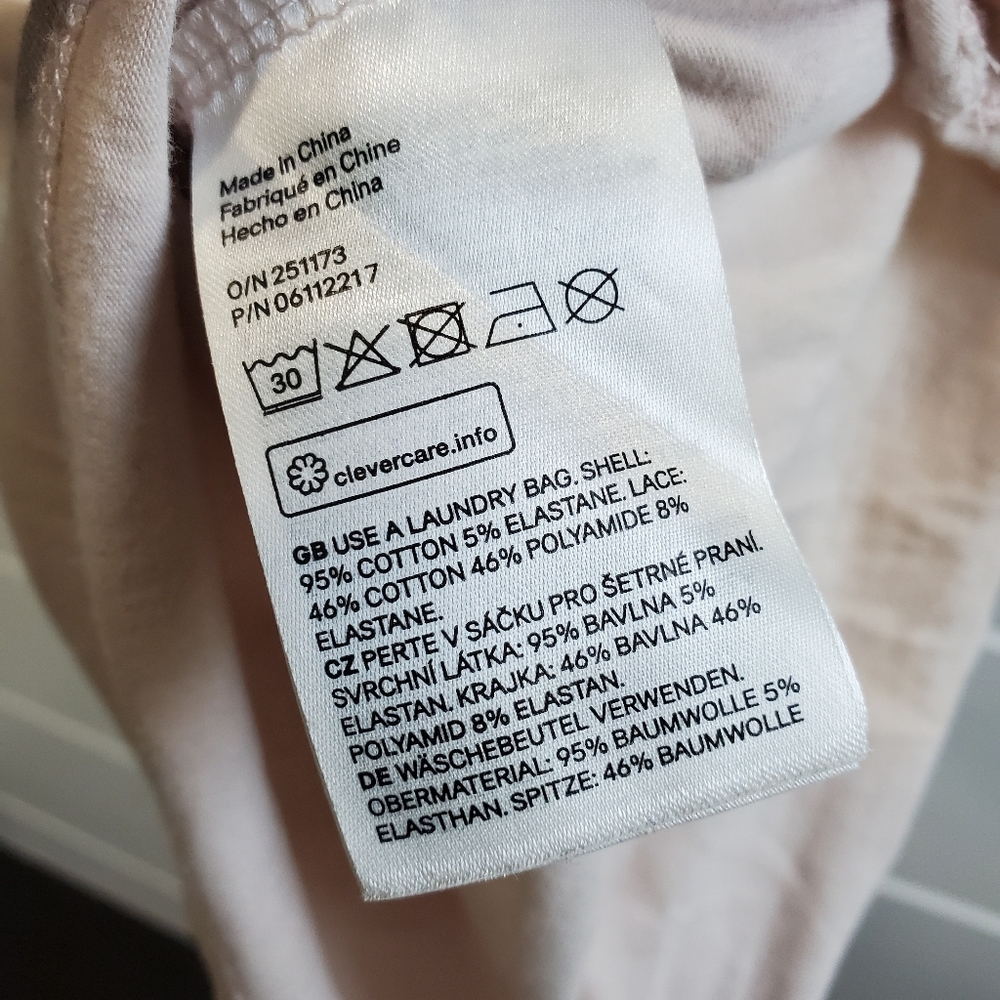 Made in China
Fabriqué en Chine
Hecho en China
O/N 251173
P/N 06112217
30
clevercare.info
GB USE A LAUNDRY BAG. SHELL:
95% COTTON 5% ELASTANE. LACE:
46% COTTON 46% POLYAMIDE 8%
ELASTANE.
CZ PERTE V SÁČKU PRO ŠETRNÉ PRANÍ.
SVRCHNÍ LÁTKA: 95% BAVLNA 5%
ELASTAN. KRAJKA: 46% BAVLNA 46%
POLYAMID 8% ELASTAN.
DE WÄSCHEBEUTEL VERWENDEN.
OBERMATERIAL: 95% BAUMWOLLE 5%
ELASTHAN. SPITZE: 46% BAUMWOLLE